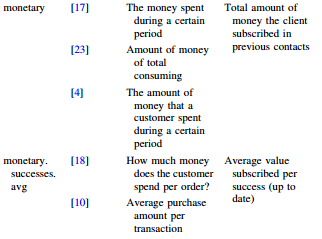 monetary [17] The money spent Total amount of
during a certain money the client
period subscribed in
[23] Amount of money previous contacts
of total
consuming
[4] The amount of
money that a
customer spent
during a certain
period
monetary. [18] How much money Average value
successes. does the customer subscribed per
avg spend per order? success (up to
[10] Average purchase date)
amount per
transaction